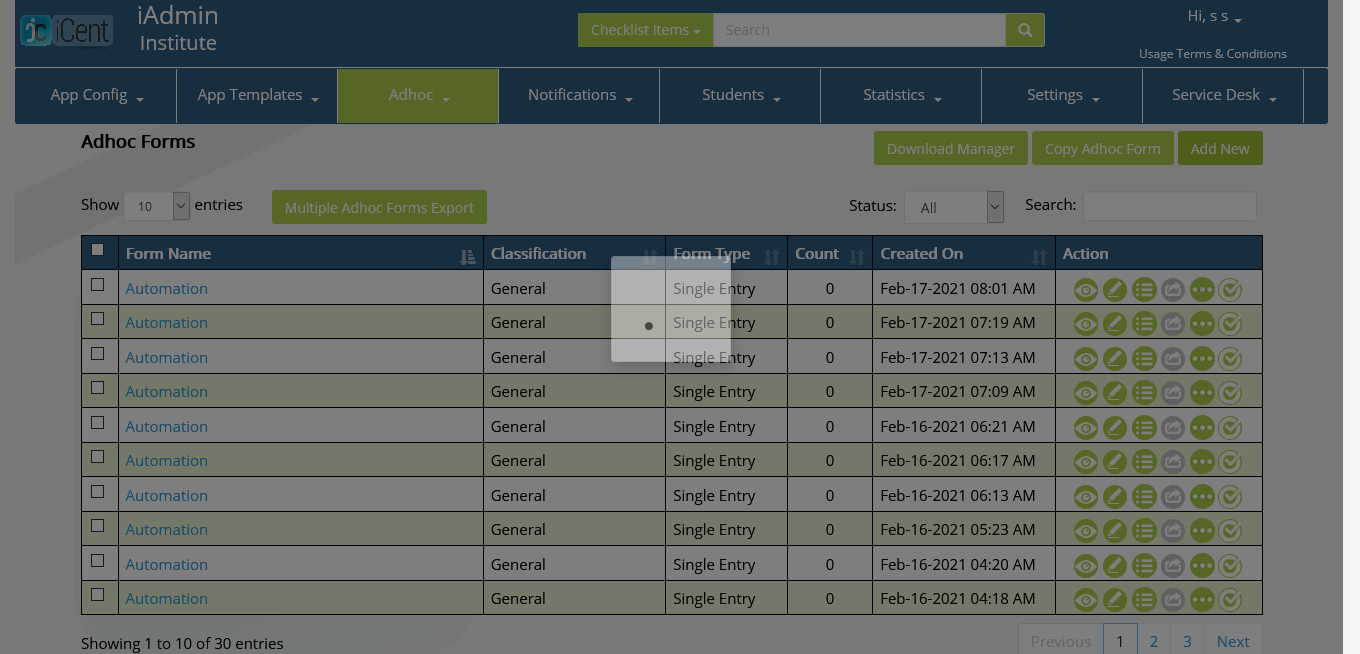 iCent
iAdmin
Institute
Checklist Items
Search
Hi, s s
Usage Terms & Conditions
App Config
App Templates
Adhoc
Notifications
Students
Statistics
Settings
Service Desk
Adhoc Forms
Download Manager
Copy Adhoc Form
Add New
Show 10 entries
Multiple Adhoc Forms Export
Status: All
Search:
Form Name Classification Form Type Count Created On Action
Automation General Single Entry 0 Feb-17-2021 08:01 AM
Automation General Single Entry 0 Feb-17-2021 07:19 AM
Automation General Single Entry 0 Feb-17-2021 07:13 AM
Automation General Single Entry 0 Feb-17-2021 07:09 AM
Automation General Single Entry 0 Feb-16-2021 06:21 AM
Automation General Single Entry 0 Feb-16-2021 06:17 AM
Automation General Single Entry 0 Feb-16-2021 06:13 AM
Automation General Single Entry 0 Feb-16-2021 05:23 AM
Automation General Single Entry 0 Feb-16-2021 04:20 AM
Automation General Single Entry 0 Feb-16-2021 04:18 AM
Showing 1 to 10 of 30 entries
Previous 1 2 3 Next